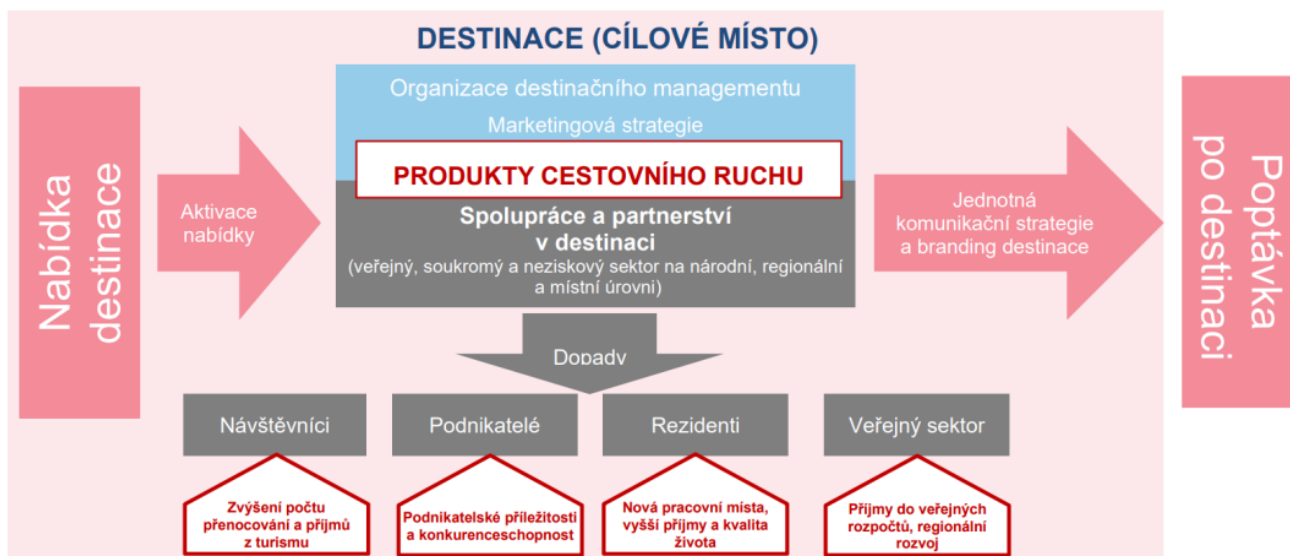 DESTINACE (CÍLOVÉ MÍSTO)
Nabídka
destinace
Aktivace
nabídky
Organizace destinačního managementu
Marketingová strategie
PRODUKTY CESTOVNÍHO RUCHU
Spolupráce a partnerství
v destinaci
(veřejný, soukromý a neziskový sektor na národní, regionální
a místní úrovni)
Jednotná
komunikační strategie
a branding destinace
Poptávka
po destinaci
Dopady
Návštěvníci
Podnikatelé
Rezidenti
Veřejný sektor
Zvýšení počtu
přenocování a příjmů
z turismu
Podnikatelské příležitosti
a konkurenceschopnost
Nová pracovní místa,
vyšší příjmy a kvalita
života
Příjmy do veřejných
rozpočtů, regionální
rozvoj